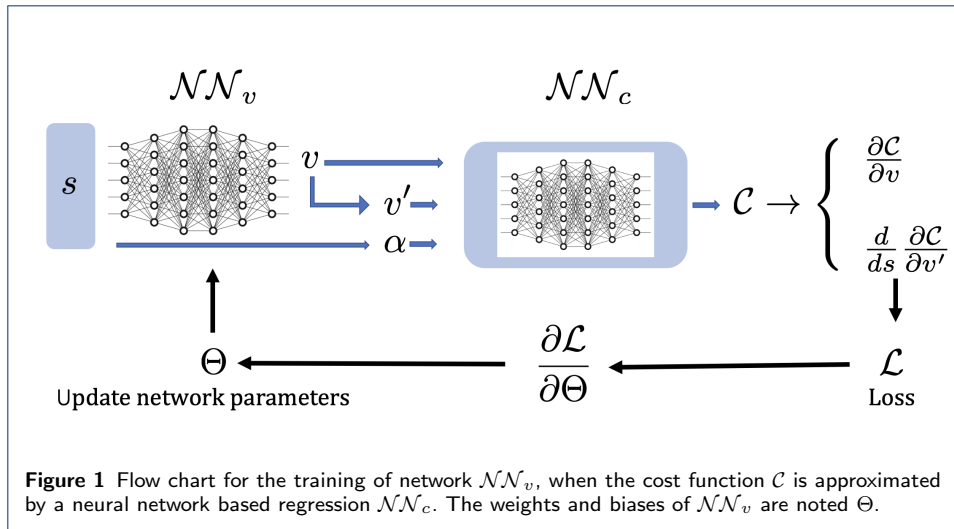 𝒩𝒩_v 𝒩𝒩_c
s v 𝒞 → { ∂𝒞/∂v
v′
α d/ds ∂𝒞/∂v′
Θ ∂ℒ/∂Θ ℒ
Update network parameters Loss
Figure 1 Flow chart for the training of network 𝒩𝒩_v, when the cost function 𝒞 is approximated
by a neural network based regression 𝒩𝒩_c. The weights and biases of 𝒩𝒩_v are noted Θ.